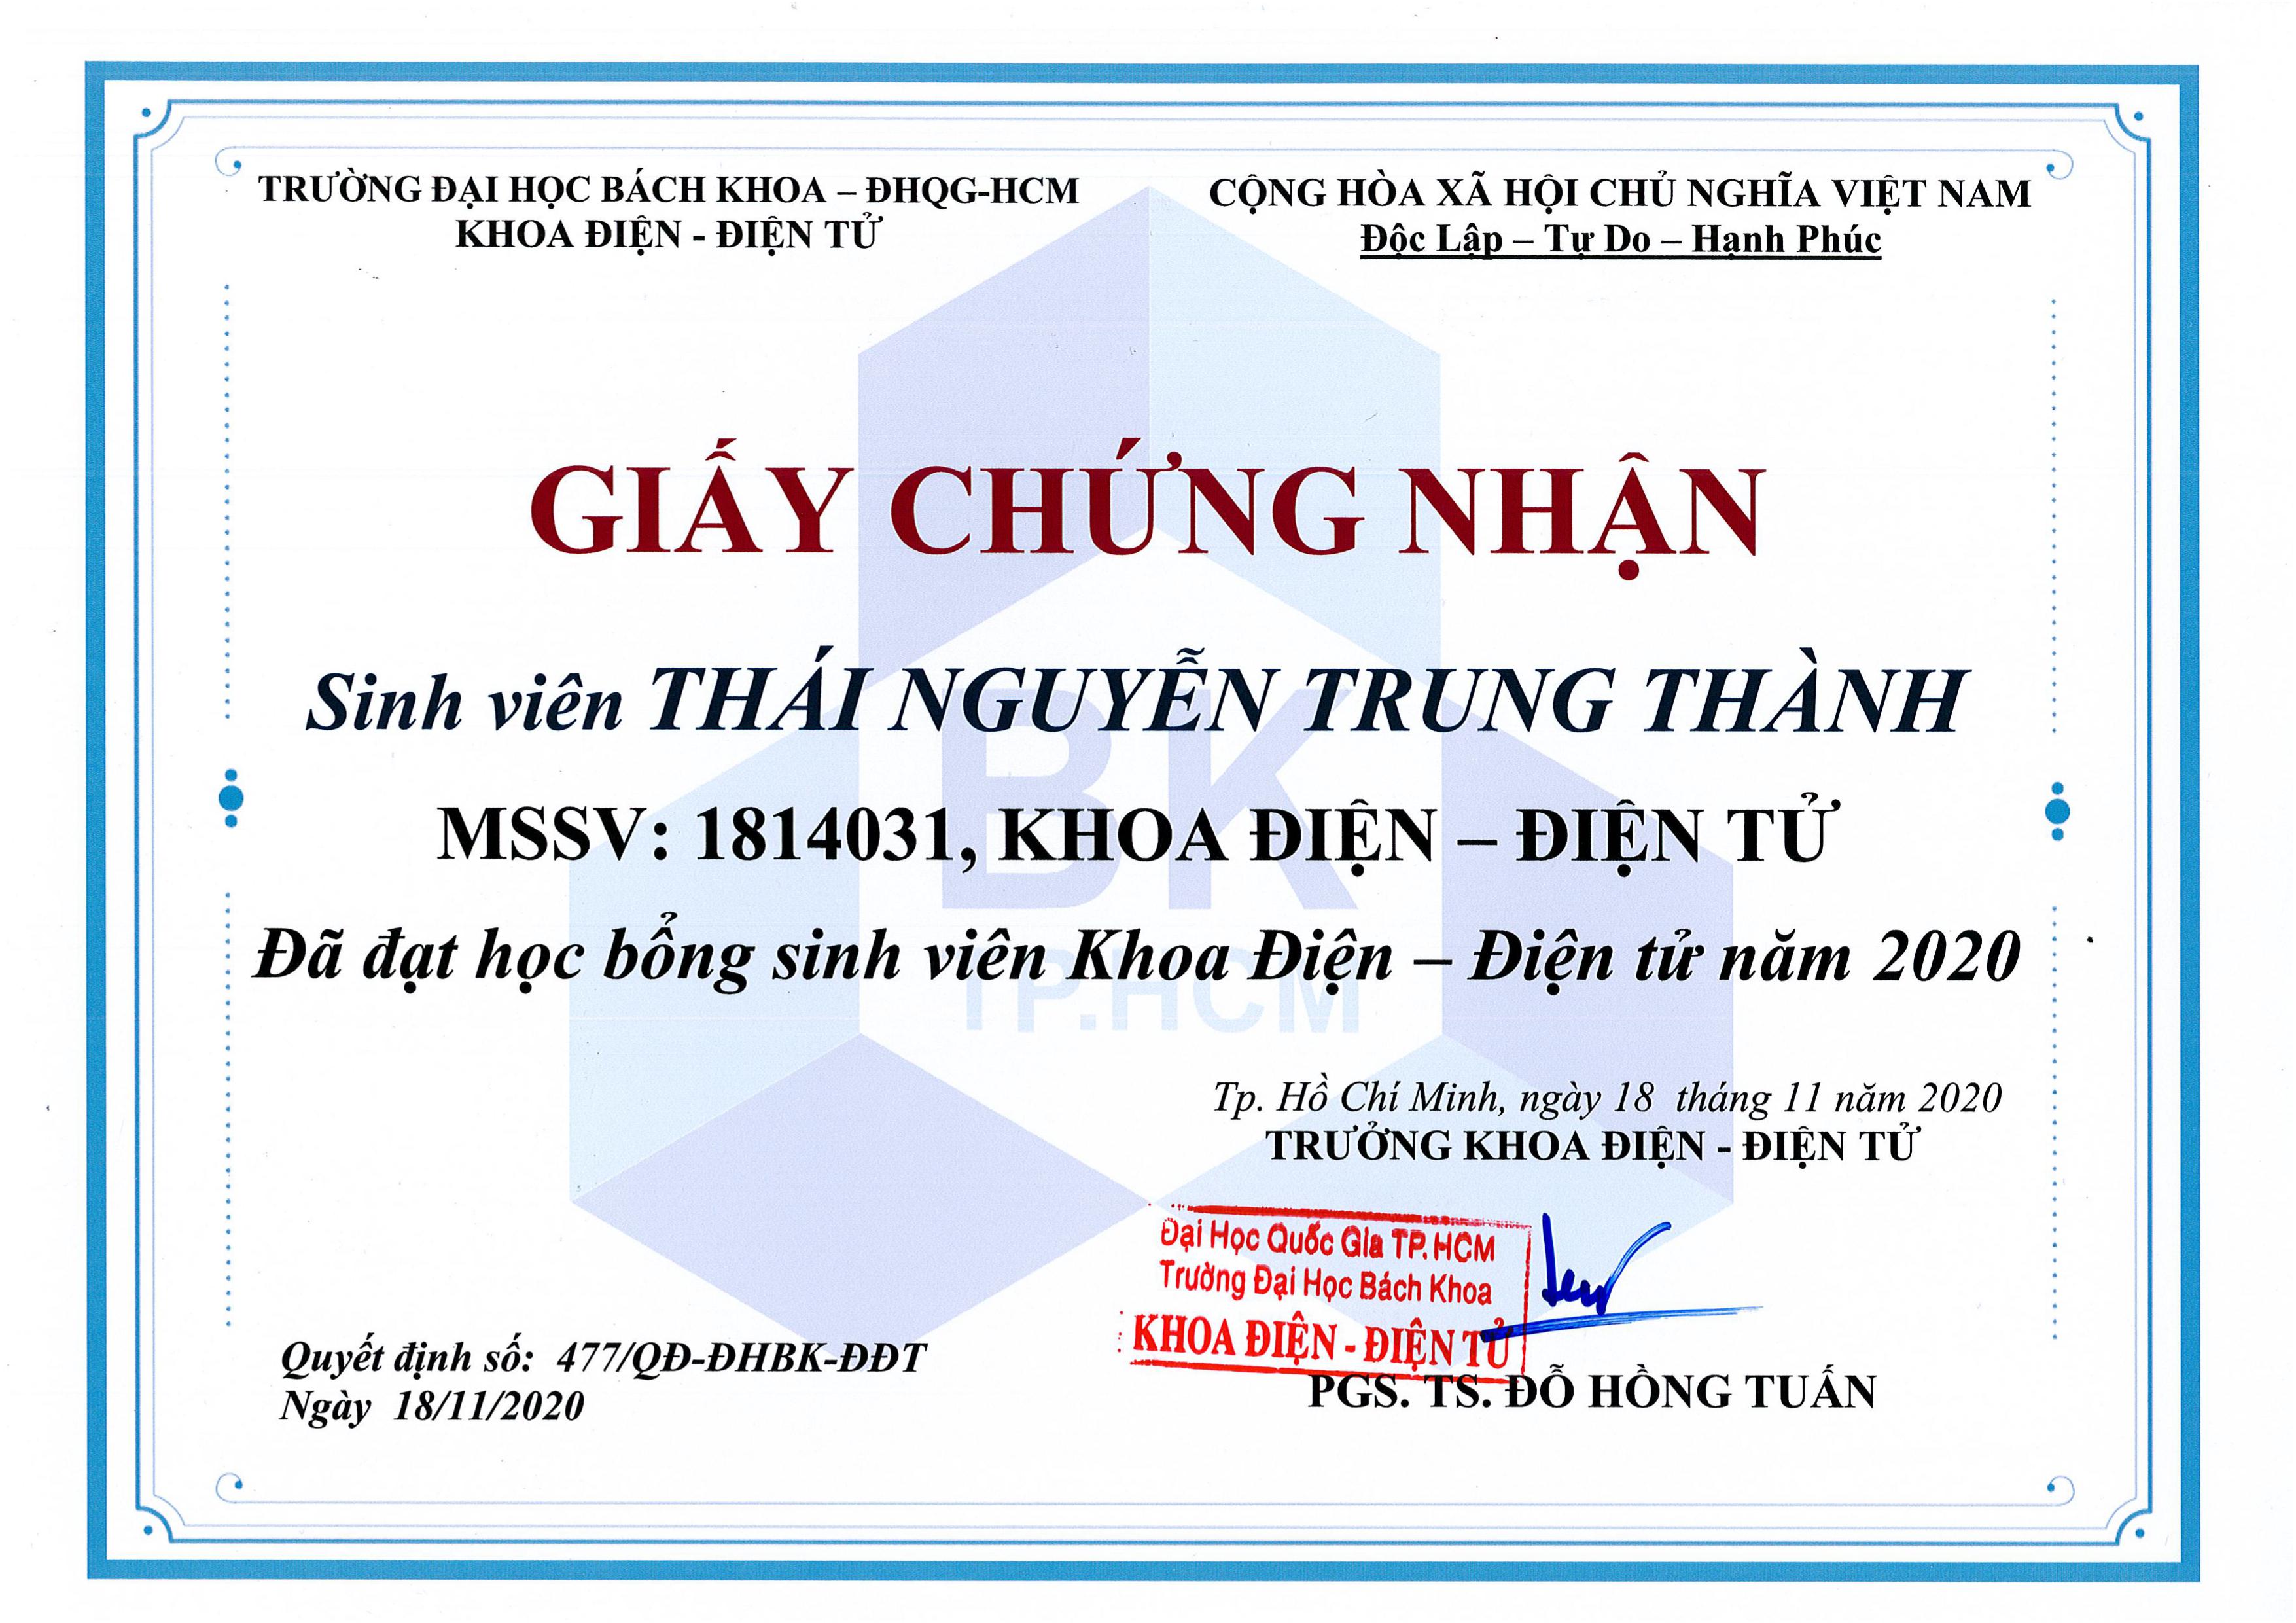 TRƯỜNG ĐẠI HỌC BÁCH KHOA – ĐHQG-HCM
KHOA ĐIỆN - ĐIỆN TỬ
CỘNG HÒA XÃ HỘI CHỦ NGHĨA VIỆT NAM
Độc Lập – Tự Do – Hạnh Phúc
GIẤY CHỨNG NHẬN
Sinh viên THÁI NGUYỄN TRUNG THÀNH
MSSV: 1814031, KHOA ĐIỆN – ĐIỆN TỬ
Đã đạt học bổng sinh viên Khoa Điện – Điện tử năm 2020
BK
TP.HCM
Tp. Hồ Chí Minh, ngày 18 tháng 11 năm 2020
TRƯỞNG KHOA ĐIỆN - ĐIỆN TỬ
Đại Học Quốc Gia TP.HCM
Trường Đại Học Bách Khoa
KHOA ĐIỆN - ĐIỆN TỬ
PGS. TS. ĐỖ HỒNG TUẤN
Quyết định số: 477/QĐ-ĐHBK-ĐĐT
Ngày 18/11/2020